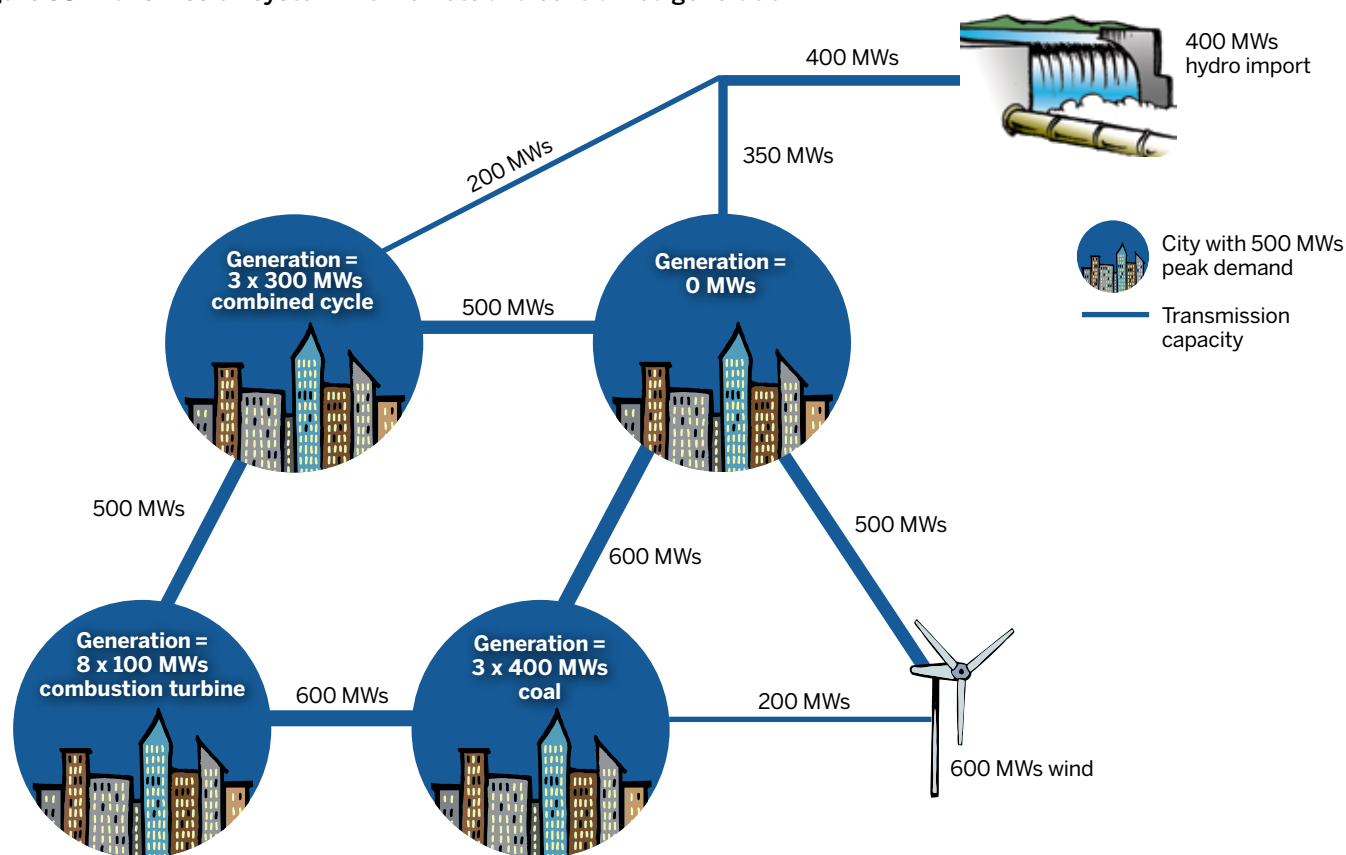 400 MWs
400 MWs
hydro import
200 MWs
350 MWs
Generation =
3 x 300 MWs
combined cycle
Generation =
0 MWs
City with 500 MWs
peak demand
500 MWs
Transmission
capacity
500 MWs
500 MWs
600 MWs
Generation =
8 x 100 MWs
combustion turbine
Generation =
3 x 400 MWs
coal
600 MWs
200 MWs
600 MWs wind